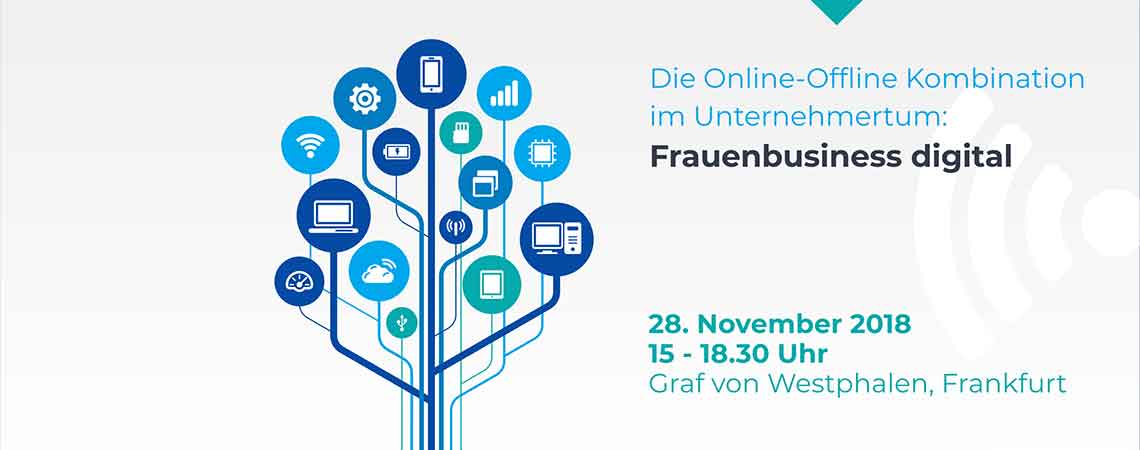 Die Online-Offline Kombination
im Unternehmertum:
Frauenbusiness digital
28. November 2018
15 - 18.30 Uhr
Graf von Westphalen, Frankfurt